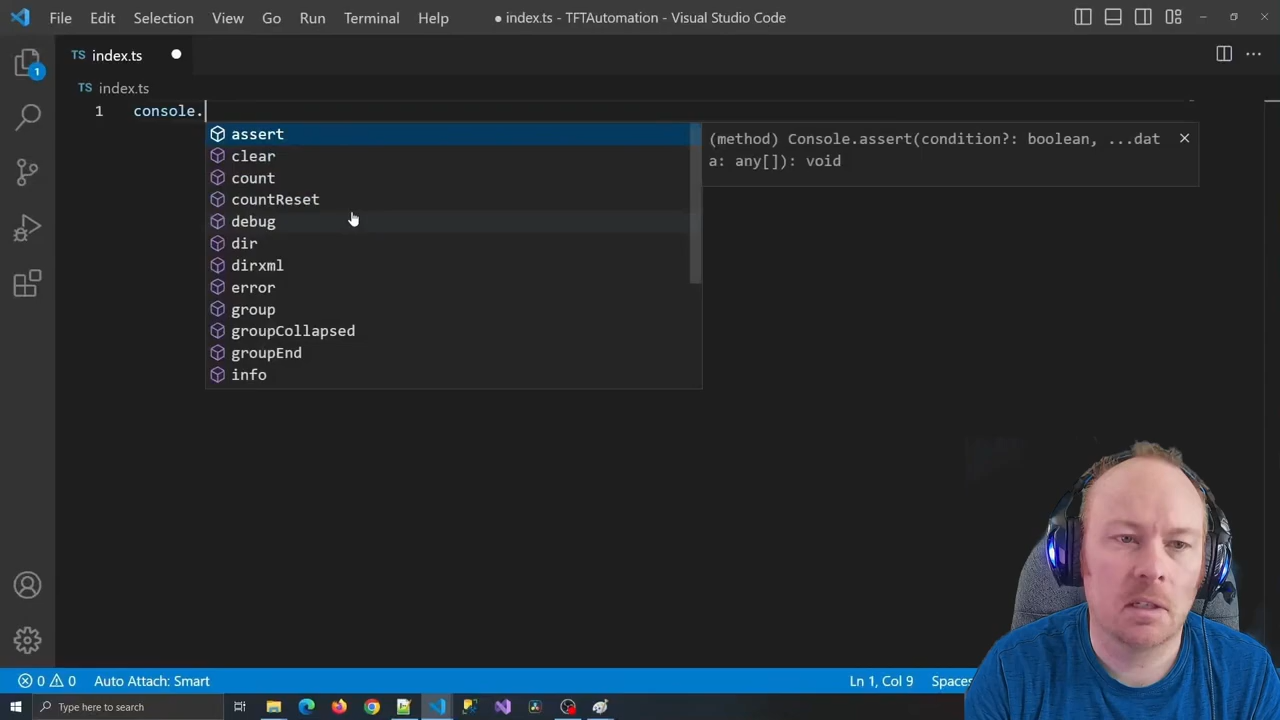 File Edit Selection View Go Run Terminal Help ● index.ts - TFTAutomation - Visual Studio Code
1
TS index.ts ●
TS index.ts
1 console.
assert
clear
count
countReset
debug
dir
dirxml
error
group
groupCollapsed
groupEnd
info
(method) Console.assert(condition?: boolean, ...dat
a: any[]): void
0 0 Auto Attach: Smart Ln 1, Col 9 Spaces
Type here to search